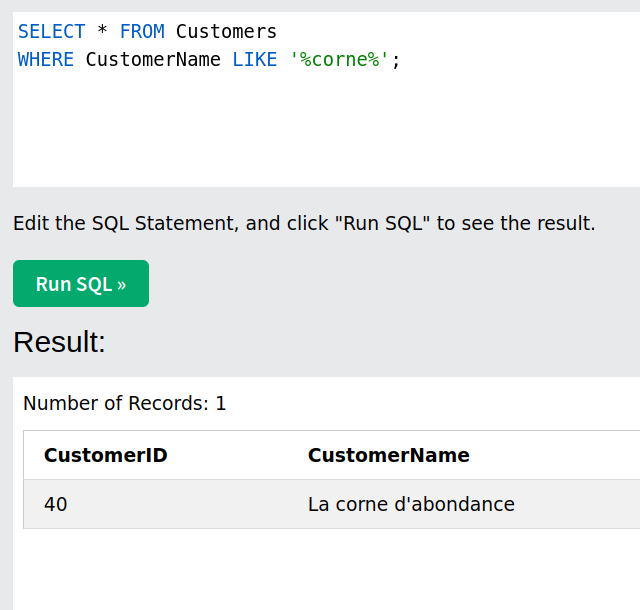 SELECT * FROM Customers
WHERE CustomerName LIKE '%corne%';
Edit the SQL Statement, and click "Run SQL" to see the result.
Run SQL »
Result:
Number of Records: 1
CustomerID CustomerName
40 La corne d'abondance